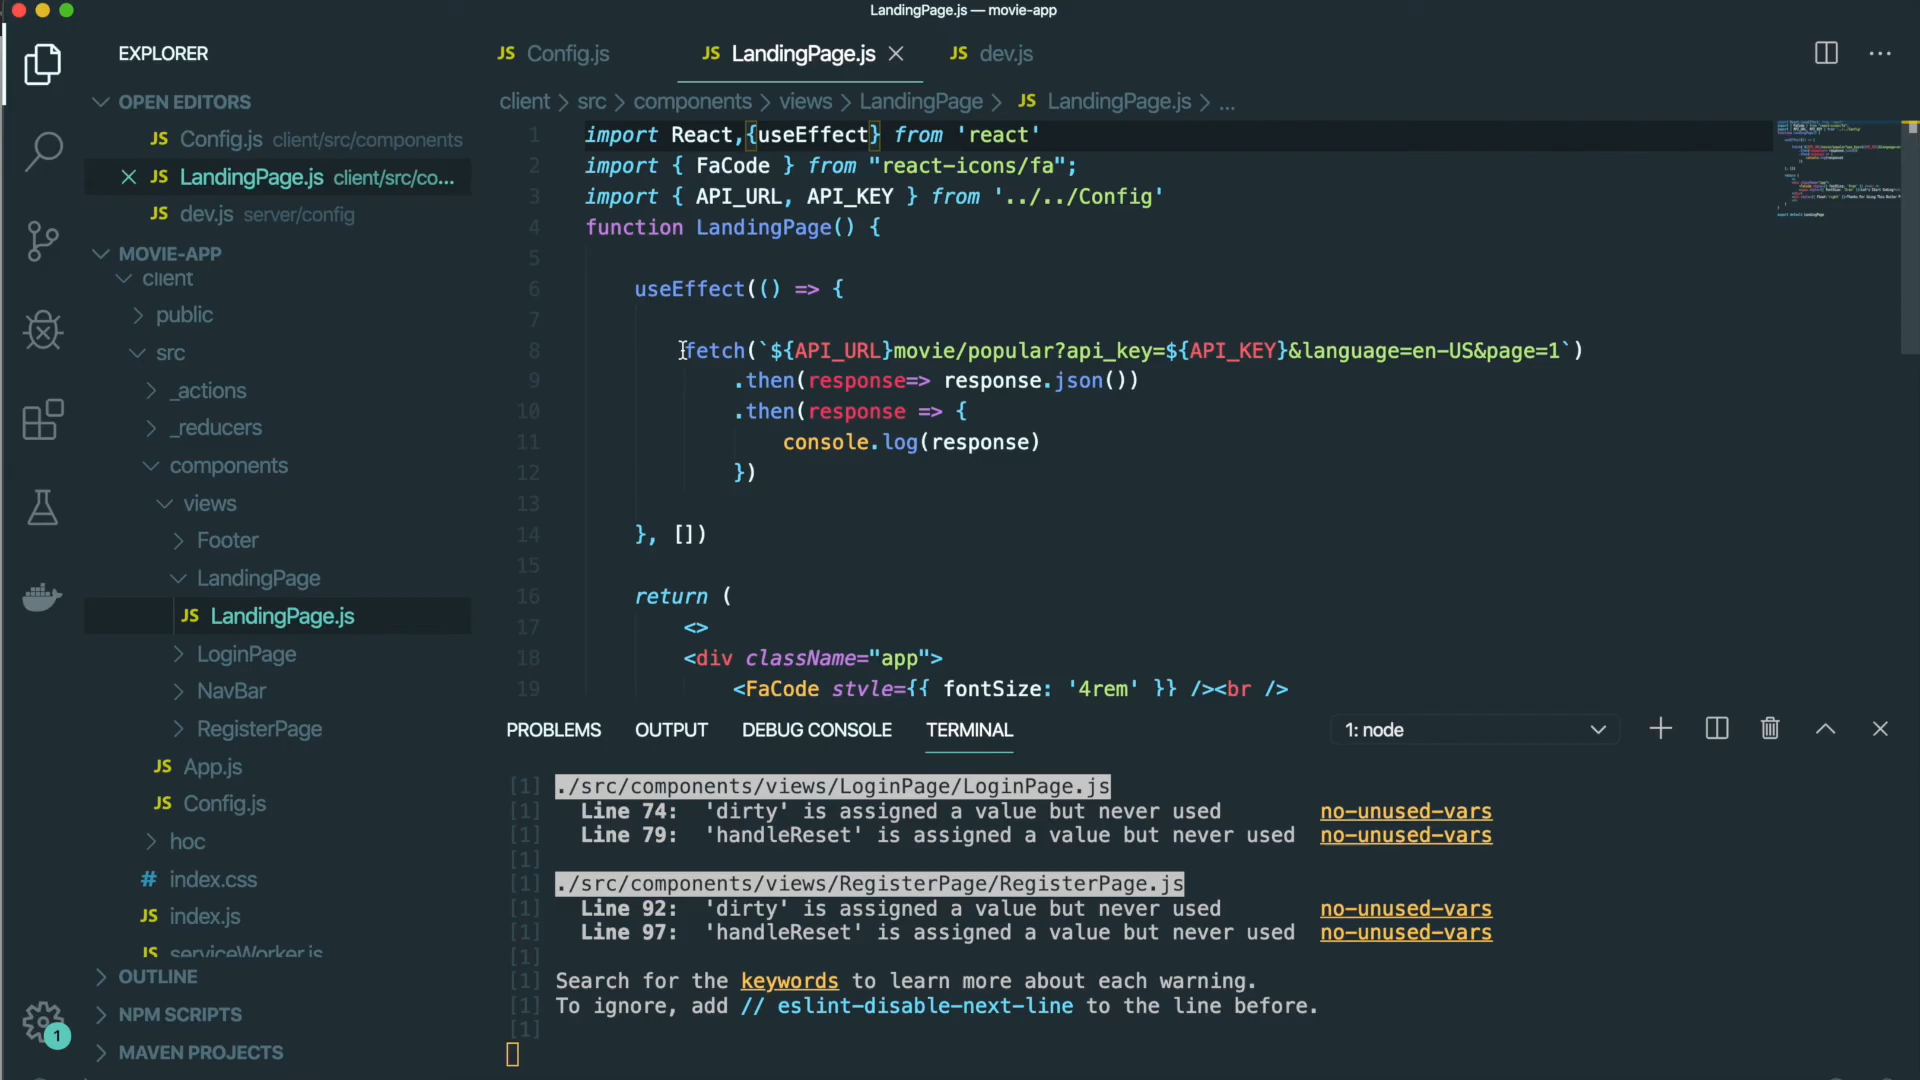 LandingPage.js — movie-app
EXPLORER
OPEN EDITORS
JS Config.js client/src/components
JS LandingPage.js client/src/co...
JS dev.js server/config
MOVIE-APP
client
public
src
_actions
_reducers
components
views
Footer
LandingPage
JS LandingPage.js
LoginPage
NavBar
RegisterPage
JS App.js
JS Config.js
hoc
# index.css
JS index.js
JS serviceWorker.js
OUTLINE
NPM SCRIPTS
MAVEN PROJECTS
1
JS Config.js
JS LandingPage.js
JS dev.js
client > src > components > views > LandingPage > JS LandingPage.js > ...
1 import React,{useEffect} from 'react'
2 import { FaCode } from "react-icons/fa";
3 import { API_URL, API_KEY } from '../../Config'
4 function LandingPage() {
5
6 useEffect(() => {
7
8 fetch(`${API_URL}movie/popular?api_key=${API_KEY}&language=en-US&page=1`)
9 .then(response=> response.json())
10 .then(response => {
11 console.log(response)
12 })
13
14 }, [])
15
16 return (
17 <>
18 <div className="app">
19 <FaCode style={{ fontSize: '4rem' }} /><br />
PROBLEMS OUTPUT DEBUG CONSOLE TERMINAL
1: node
[1] ./src/components/views/LoginPage/LoginPage.js
[1] Line 74: 'dirty' is assigned a value but never used no-unused-vars
[1] Line 79: 'handleReset' is assigned a value but never used no-unused-vars
[1]
[1] ./src/components/views/RegisterPage/RegisterPage.js
[1] Line 92: 'dirty' is assigned a value but never used no-unused-vars
[1] Line 97: 'handleReset' is assigned a value but never used no-unused-vars
[1]
[1] Search for the keywords to learn more about each warning.
[1] To ignore, add // eslint-disable-next-line to the line before.
[1]